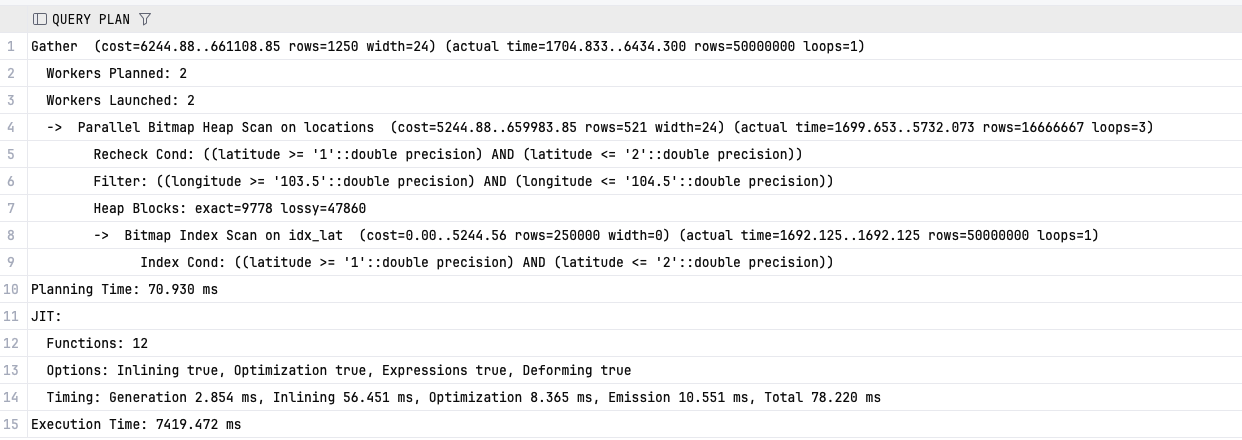 QUERY PLAN
1 Gather  (cost=6244.88..661108.85 rows=1250 width=24) (actual time=1704.833..6434.300 rows=50000000 loops=1)
2   Workers Planned: 2
3   Workers Launched: 2
4   ->  Parallel Bitmap Heap Scan on locations  (cost=5244.88..659983.85 rows=521 width=24) (actual time=1699.653..5732.073 rows=16666667 loops=3)
5         Recheck Cond: ((latitude >= '1'::double precision) AND (latitude <= '2'::double precision))
6         Filter: ((longitude >= '103.5'::double precision) AND (longitude <= '104.5'::double precision))
7         Heap Blocks: exact=9778 lossy=47860
8         ->  Bitmap Index Scan on idx_lat  (cost=0.00..5244.56 rows=250000 width=0) (actual time=1692.125..1692.125 rows=50000000 loops=1)
9               Index Cond: ((latitude >= '1'::double precision) AND (latitude <= '2'::double precision))
10 Planning Time: 70.930 ms
11 JIT:
12   Functions: 12
13   Options: Inlining true, Optimization true, Expressions true, Deforming true
14   Timing: Generation 2.854 ms, Inlining 56.451 ms, Optimization 8.365 ms, Emission 10.551 ms, Total 78.220 ms
15 Execution Time: 7419.472 ms